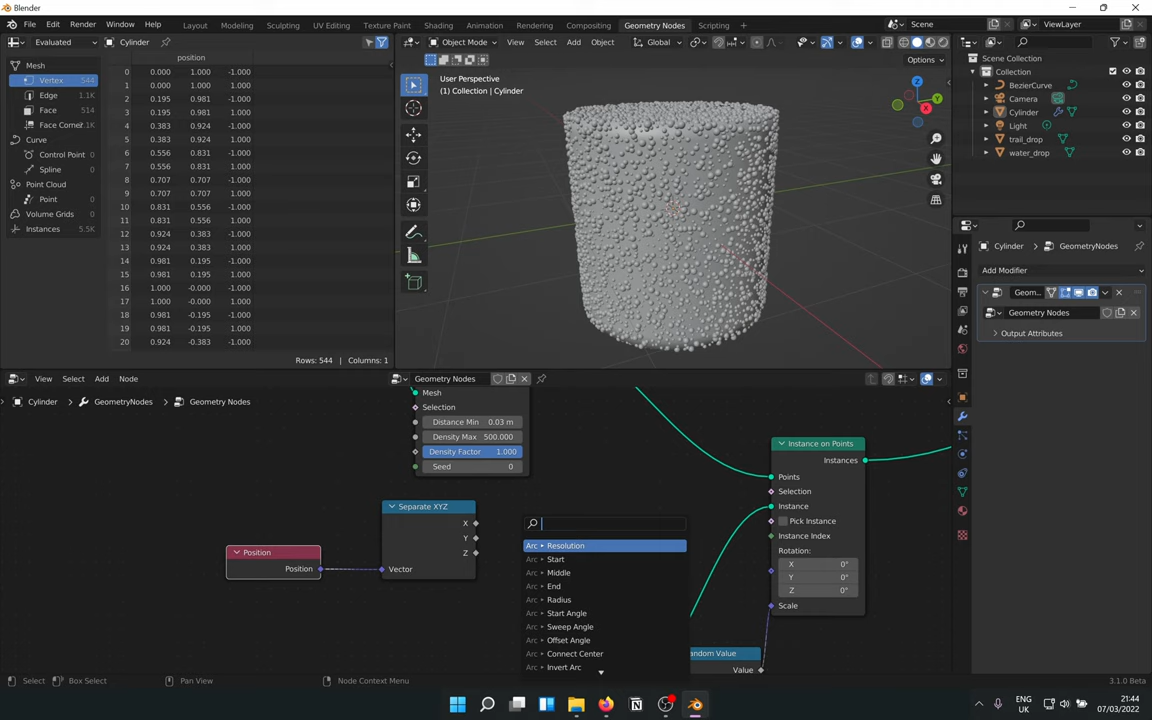 Blender
File Edit Render Window Help
Layout Modeling Sculpting UV Editing Texture Paint Shading Animation Rendering Compositing Geometry Nodes Scripting
Scene ViewLayer
Evaluated Cylinder
Object Mode View Select Add Object Global
Options
Mesh
Vertex 544
Edge 1.1K
Face 514
Face Corner 1K
Curve
Control Point 0
Spline 0
Point Cloud
Point 0
Volume Grids 0
Instances 5.5K
position
0 0.000 1.000 -1.000
1 0.000 1.000 1.000
2 0.195 0.981 -1.000
3 0.195 0.981 1.000
4 0.383 0.924 -1.000
5 0.383 0.924 1.000
6 0.556 0.831 -1.000
7 0.556 0.831 1.000
8 0.707 0.707 -1.000
9 0.707 0.707 1.000
10 0.831 0.556 -1.000
11 0.831 0.556 1.000
12 0.924 0.383 -1.000
13 0.924 0.383 1.000
14 0.981 0.195 -1.000
15 0.981 0.195 1.000
16 1.000 -0.000 -1.000
17 1.000 -0.000 1.000
18 0.981 -0.195 -1.000
19 0.981 -0.195 1.000
20 0.924 -0.383 -1.000
Rows: 544 | Columns: 1
User Perspective
(1) Collection | Cylinder
Z
Y
X
Scene Collection
Collection
BezierCurve
Camera
Cylinder
Light
trail_drop
water_drop
Cylinder GeometryNodes
Add Modifier
Geom...
Geometry Nodes
Output Attributes
View Select Add Node
Geometry Nodes
Cylinder GeometryNodes Geometry Nodes
Mesh
Selection
Distance Min 0.03 m
Density Max 500.000
Density Factor 1.000
Seed 0
Separate XYZ
X
Y
Z
Vector
Position
Position
Arc Resolution
Arc Start
Arc Middle
Arc End
Arc Radius
Arc Start Angle
Arc Sweep Angle
Arc Offset Angle
Arc Connect Center
Arc Invert Arc
Instance on Points
Instances
Points
Selection
Instance
Pick Instance
Instance Index
Rotation:
X 0°
Y 0°
Z 0°
Scale
andom Value
Value
Select Box Select Pan View Node Context Menu
3.1.0 Beta
ENG
UK
21:44
07/03/2022